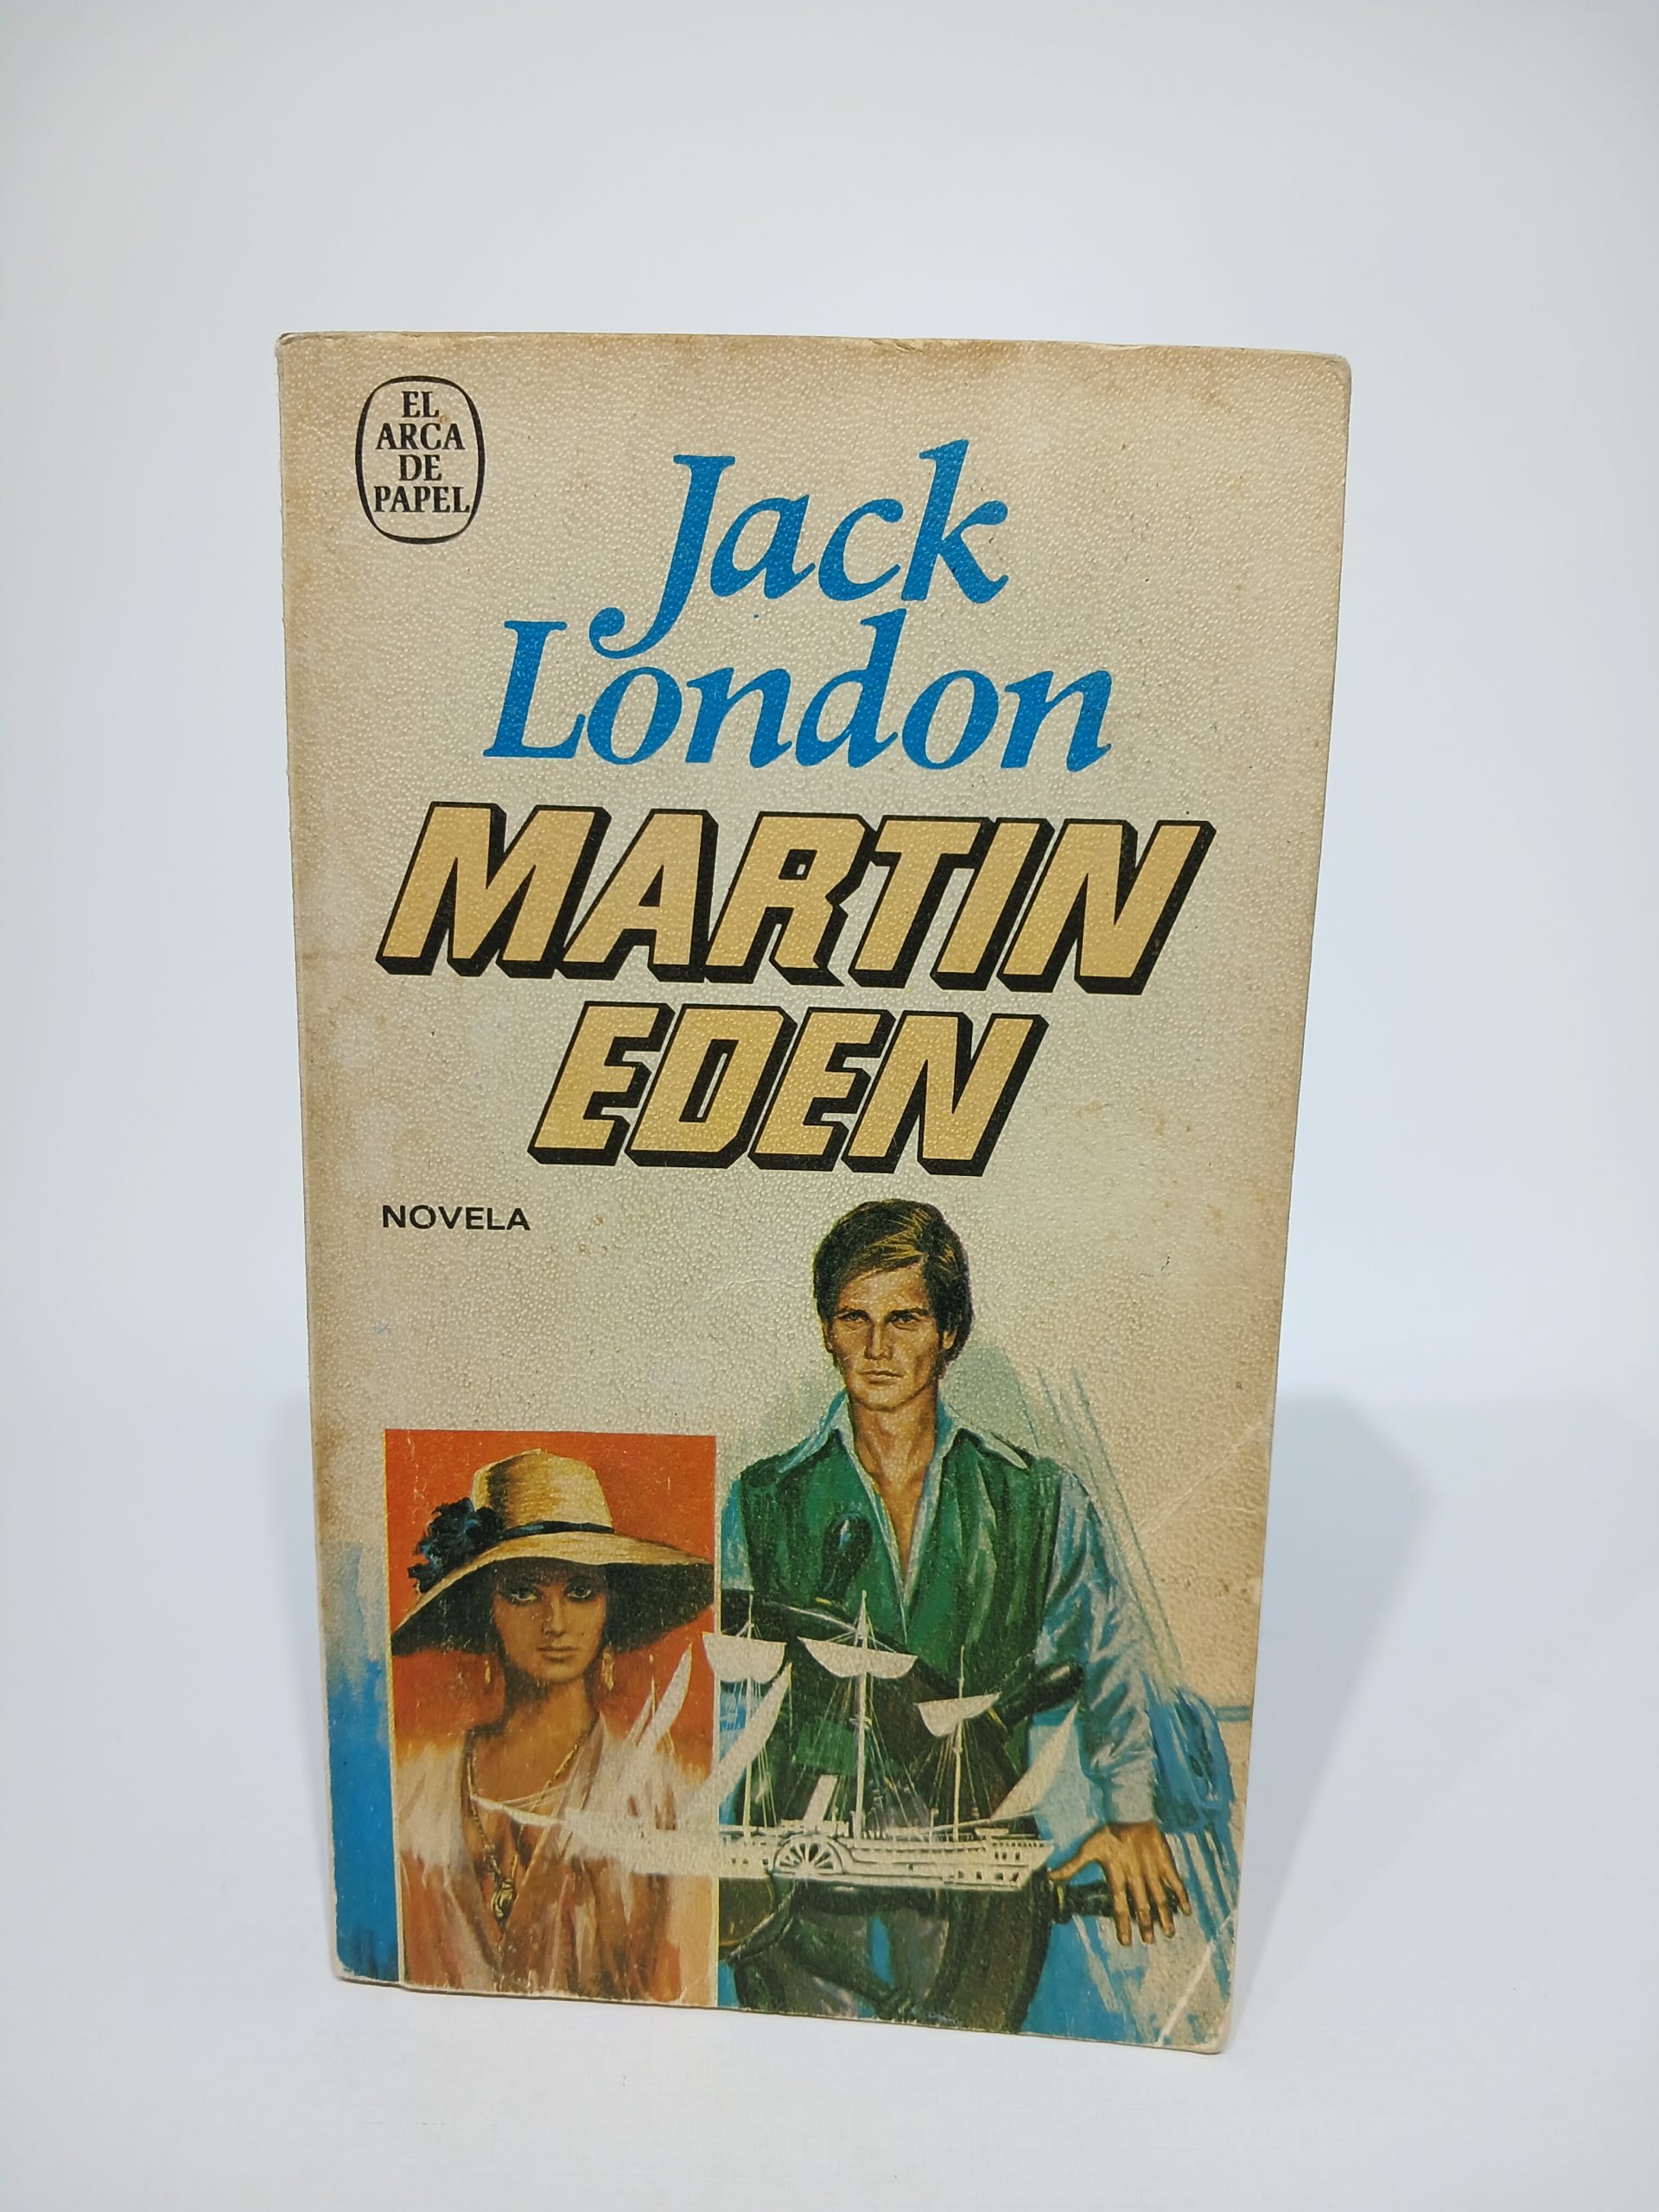 EL
ARCA
DE
PAPEL
Jack
London
MARTIN
EDEN
NOVELA